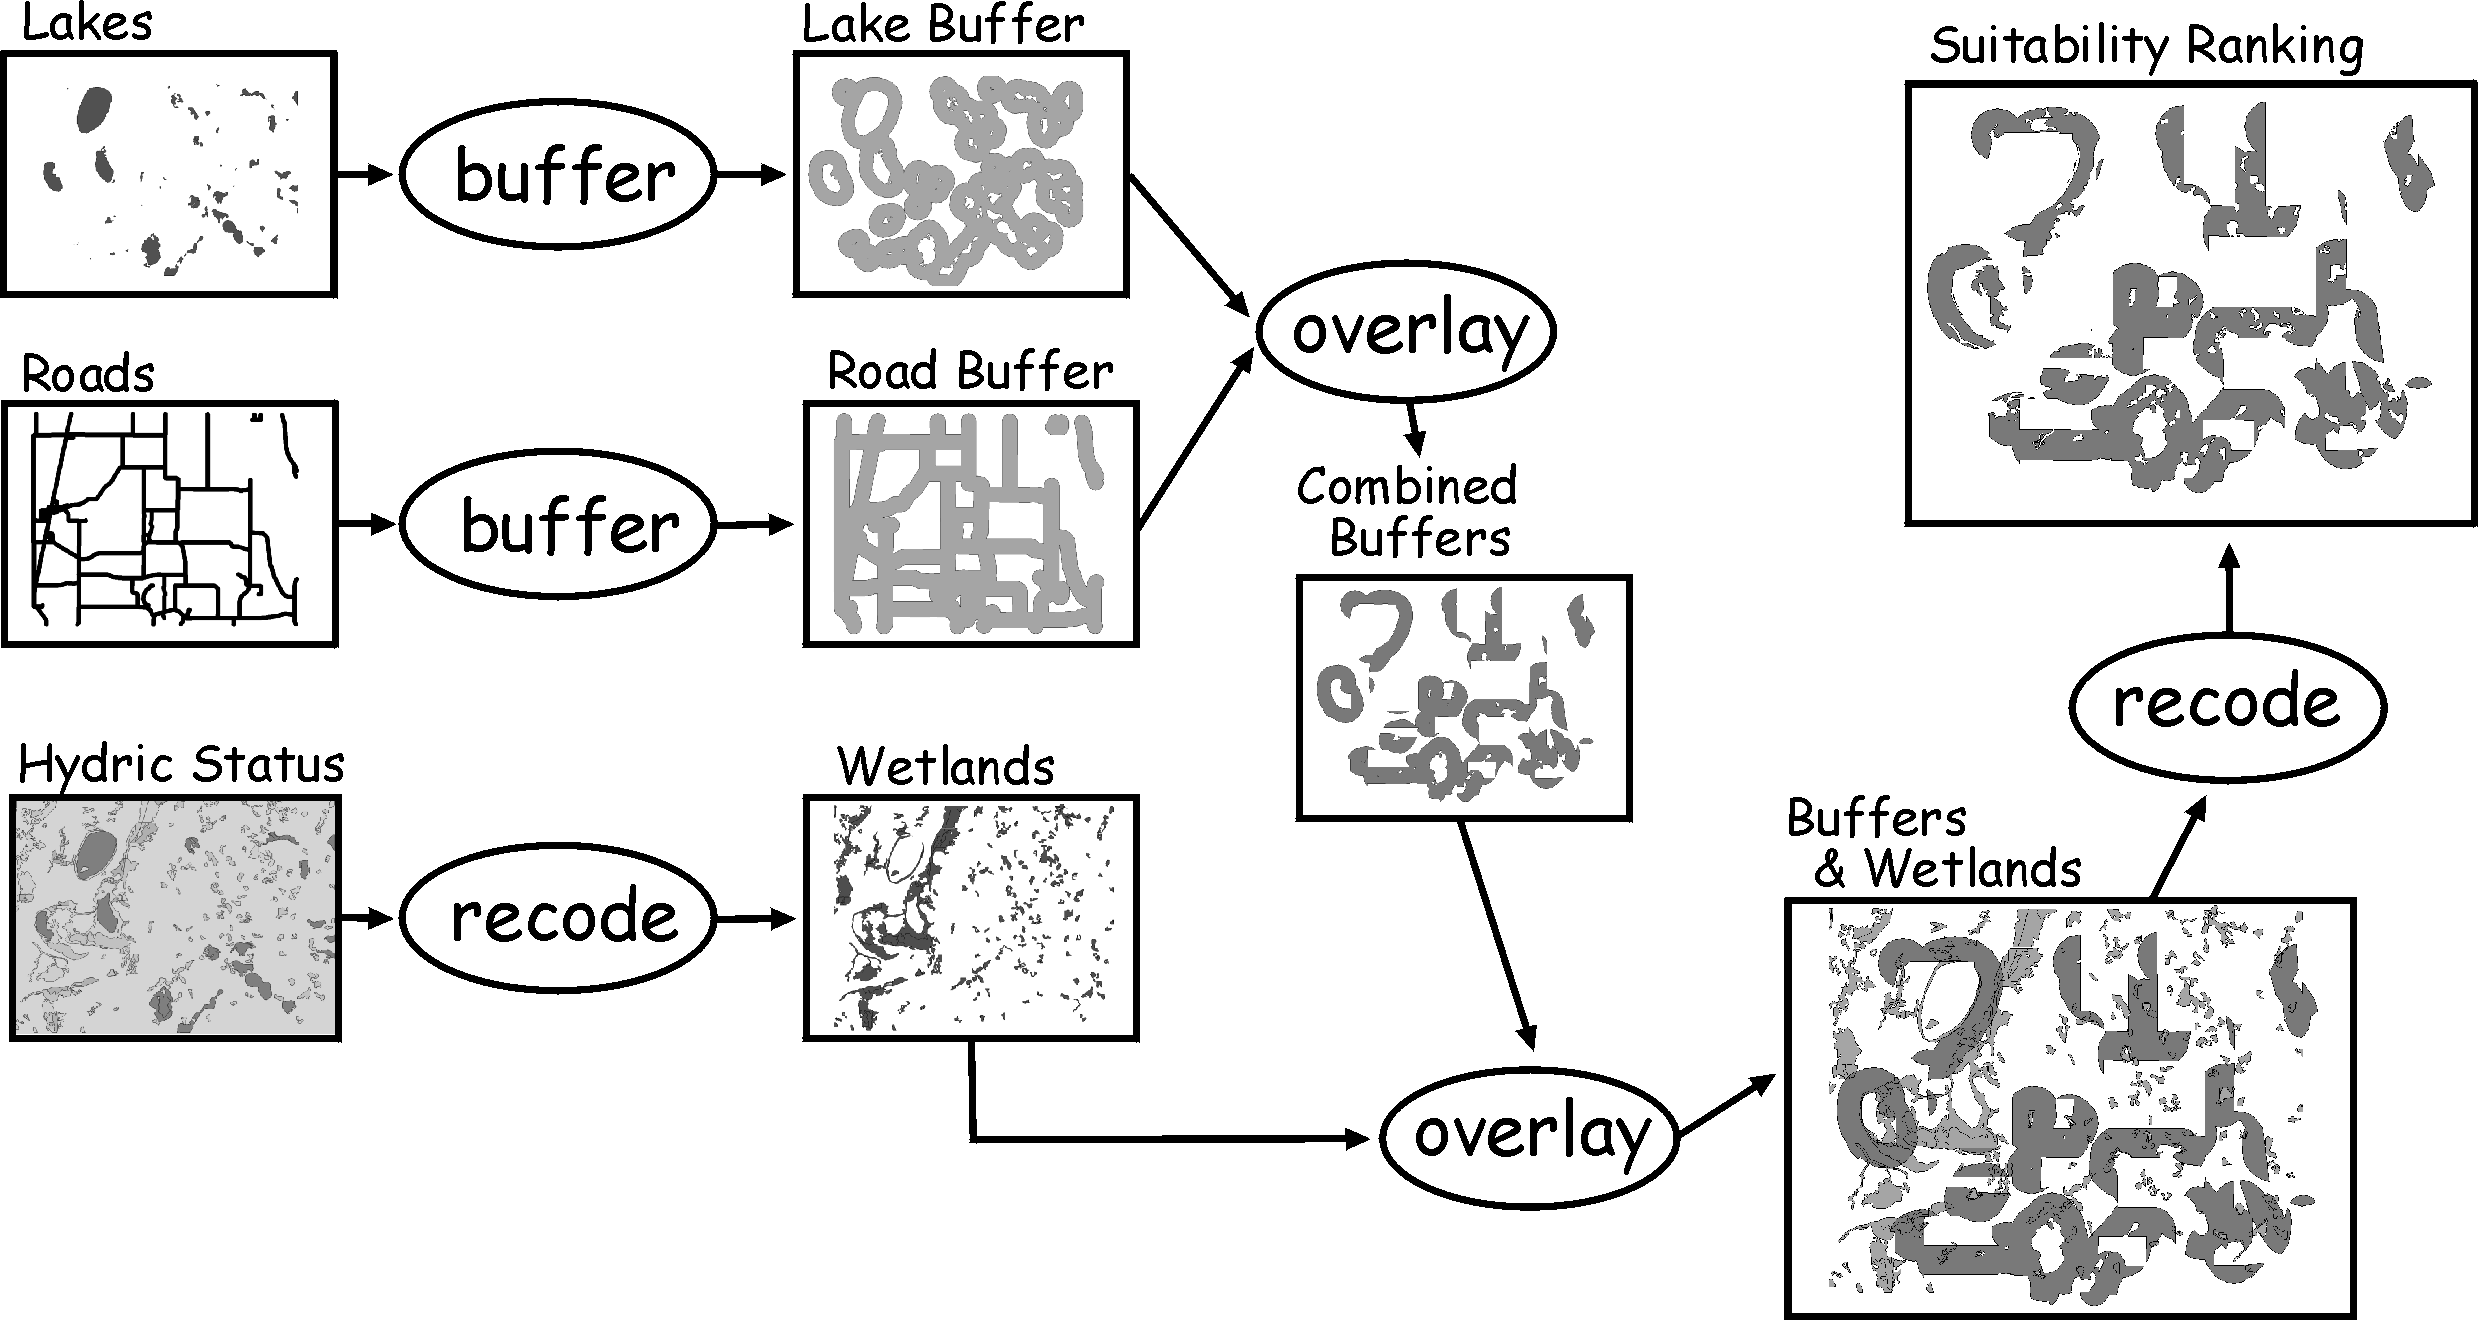 Lakes
buffer
Lake Buffer
Roads
buffer
Road Buffer
overlay
Combined
Buffers
Hydric Status
recode
Wetlands
overlay
Buffers
& Wetlands
recode
Suitability Ranking